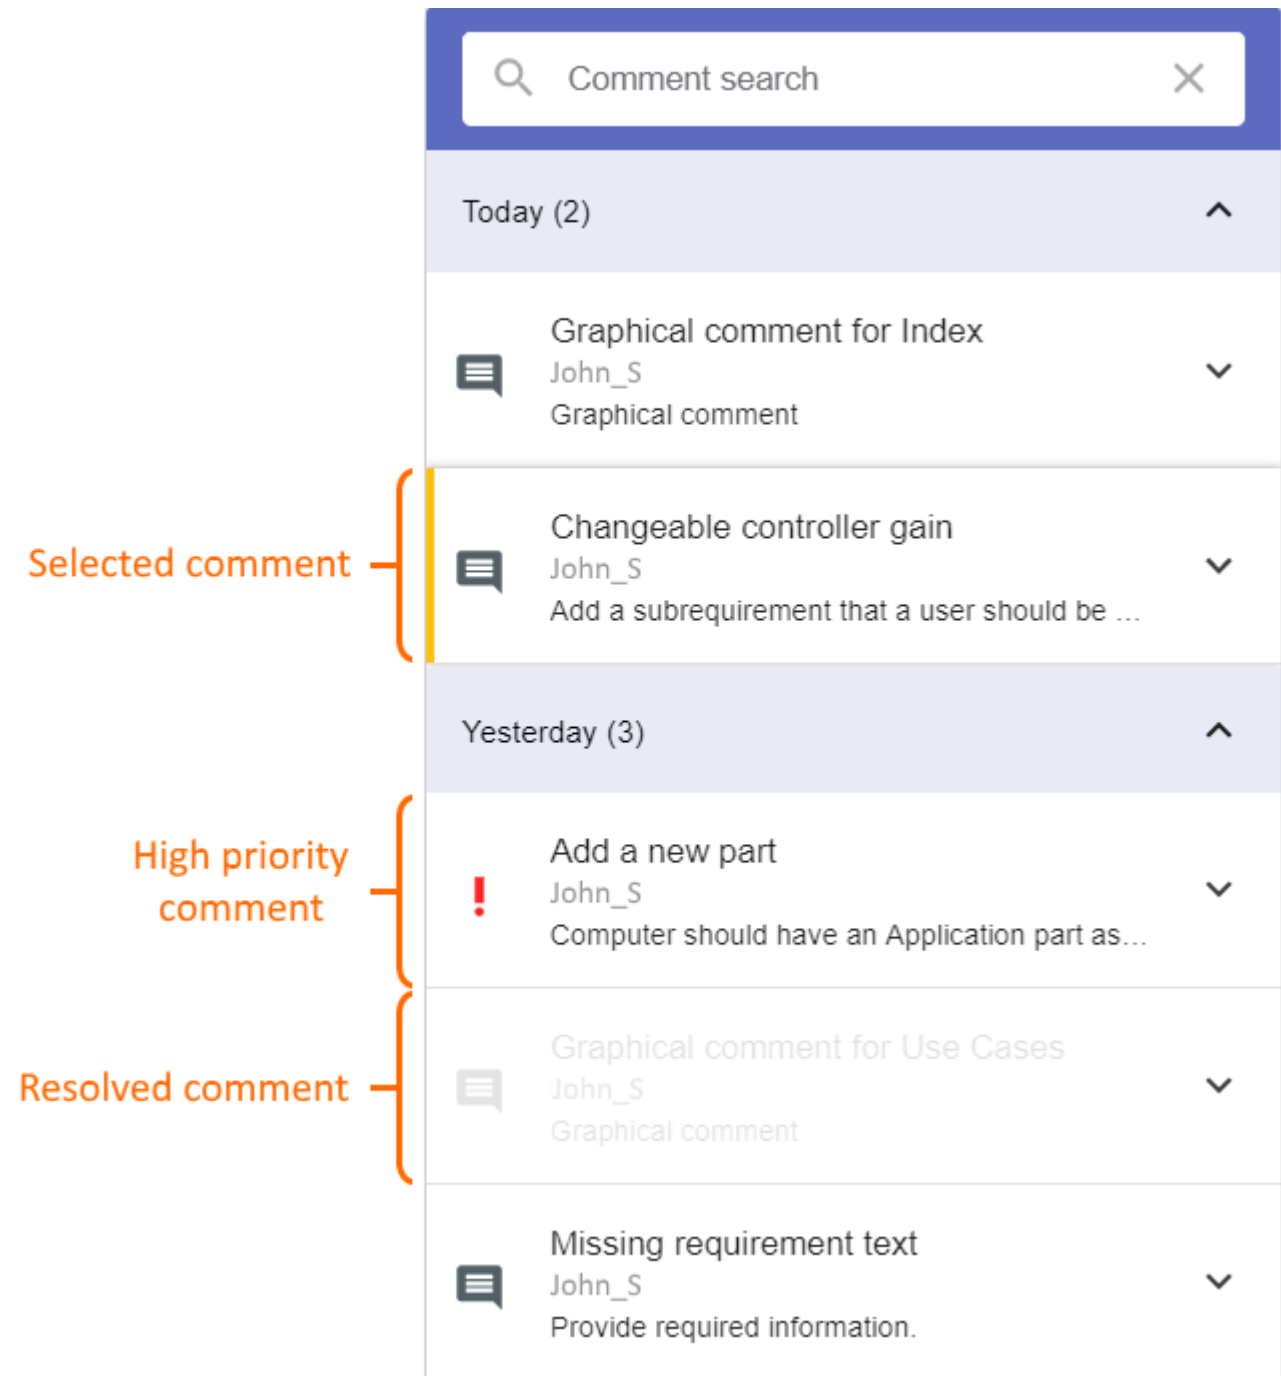 Comment search
Today (2)
Graphical comment for Index
John_S
Graphical comment
Selected comment
Changeable controller gain
John_S
Add a subrequirement that a user should be ...
Yesterday (3)
High priority
comment
Add a new part
John_S
Computer should have an Application part as...
Resolved comment
Graphical comment for Use Cases
John_S
Graphical comment
Missing requirement text
John_S
Provide required information.